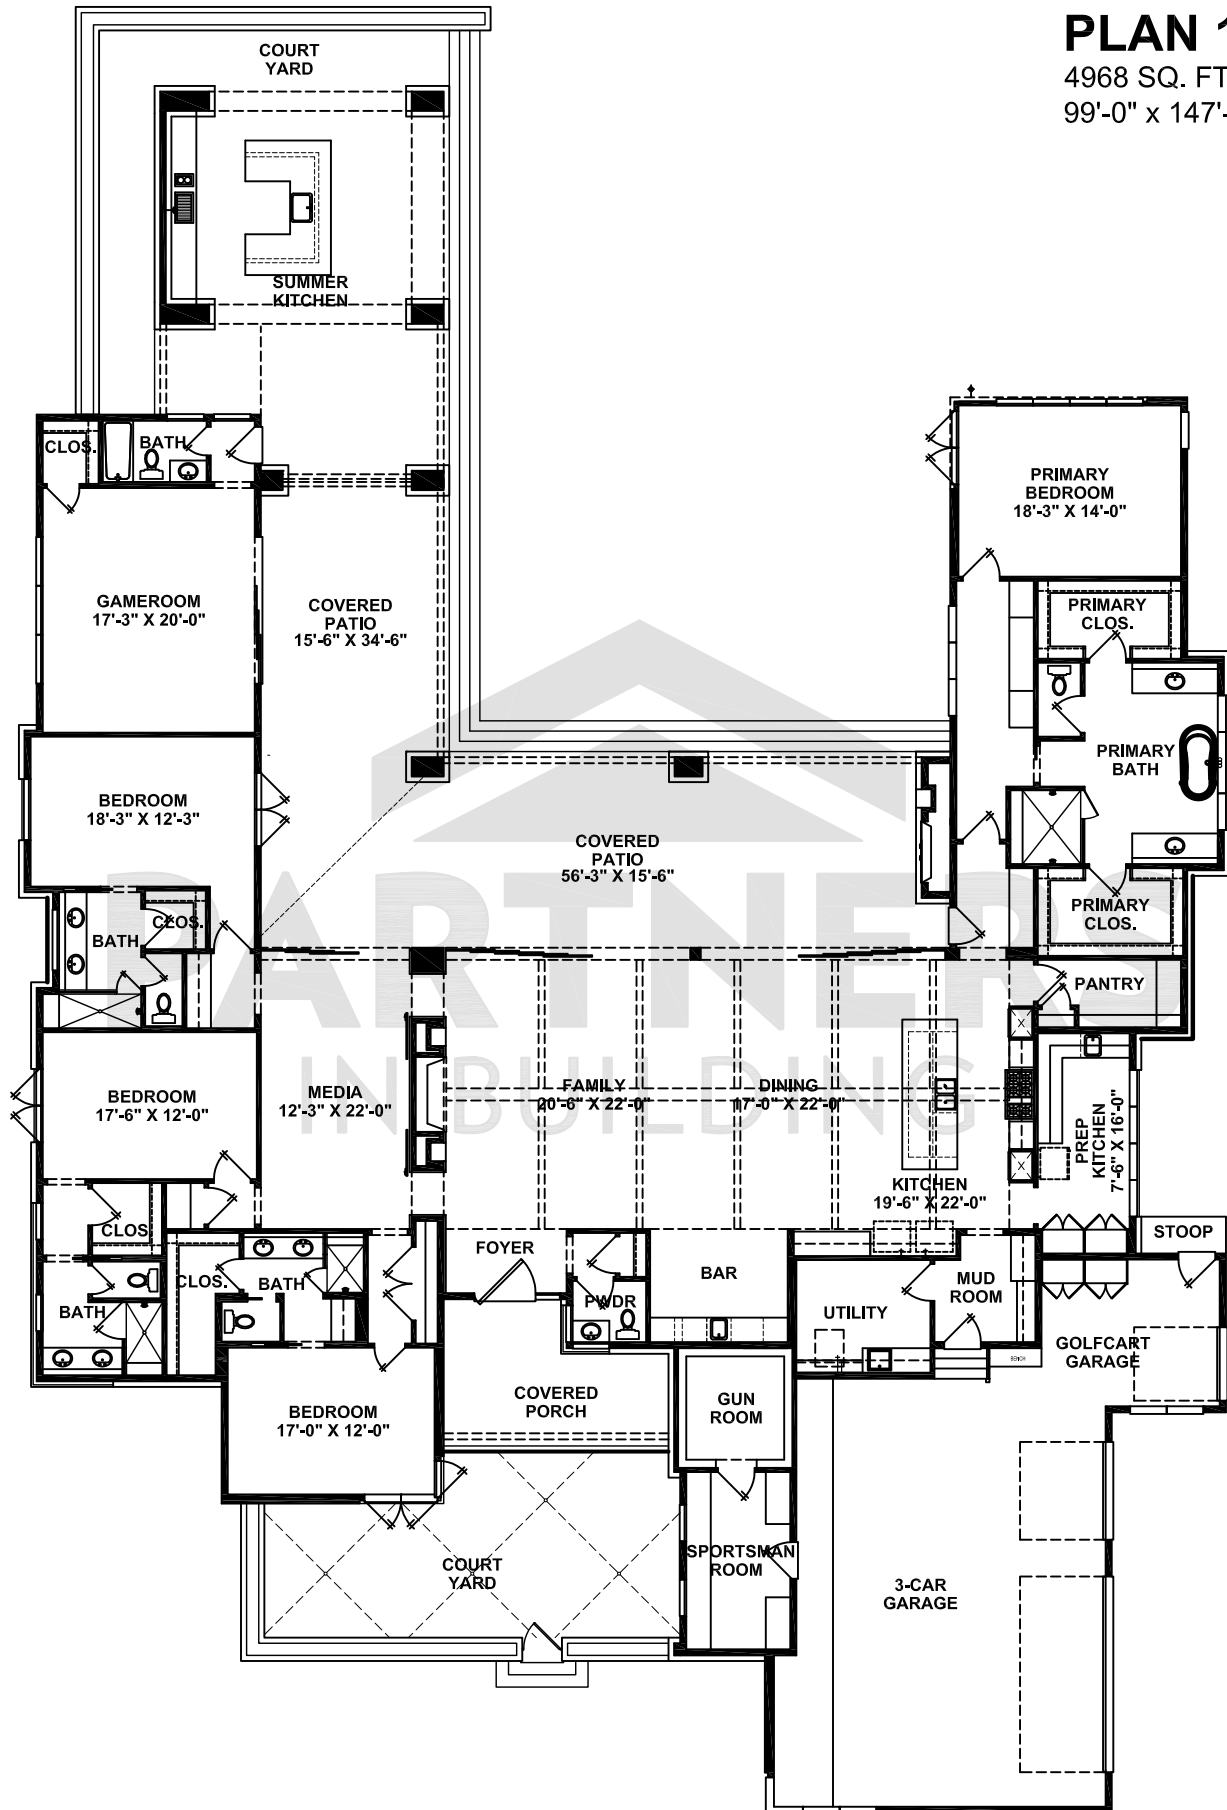 PLAN 1
4968 SQ. FT
99'-0" x 147'-
COURT
YARD
SUMMER
KITCHEN
CLOS.
BATH
PRIMARY
BEDROOM
18'-3" X 14'-0"
GAMEROOM
17'-3" X 20'-0"
COVERED
PATIO
15'-6" X 34'-6"
PRIMARY
CLOS.
PRIMARY
BATH
BEDROOM
18'-3" X 12'-3"
COVERED
PATIO
56'-3" X 15'-6"
CLOS.
BATH
PRIMARY
CLOS.
PANTRY
PARTNERS
IN BUILDING
BEDROOM
17'-6" X 12'-0"
MEDIA
12'-3" X 22'-0"
FAMILY
20'-6" X 22'-0"
DINING
17'-0" X 22'-0"
PREP
KITCHEN
7'-6" X 16'-0"
KITCHEN
19'-6" X 22'-0"
CLOS.
STOOP
FOYER
BAR
CLOS.
BATH
MUD
ROOM
BATH
PWDR
UTILITY
GOLFCART
GARAGE
BENCH
BEDROOM
17'-0" X 12'-0"
COVERED
PORCH
GUN
ROOM
COURT
YARD
SPORTSMAN
ROOM
3-CAR
GARAGE